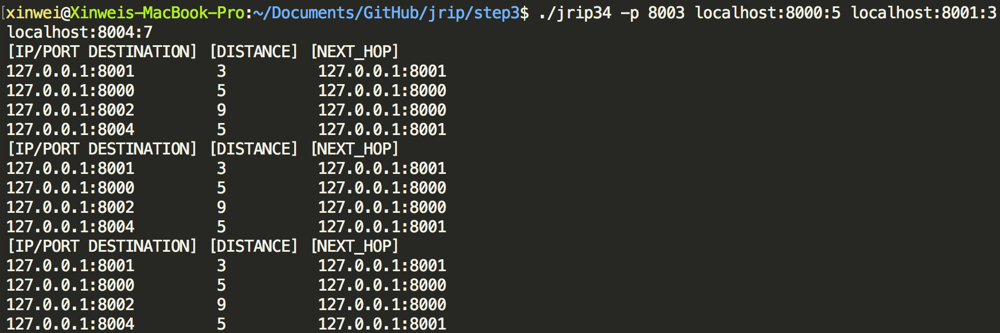 xinwei@Xinweis-MacBook-Pro:~/Documents/GitHub/jrip/step3$ ./jrip34 -p 8003 localhost:8000:5 localhost:8001:3
localhost:8004:7
[IP/PORT DESTINATION] [DISTANCE] [NEXT_HOP]
127.0.0.1:8001         3          127.0.0.1:8001
127.0.0.1:8000         5          127.0.0.1:8000
127.0.0.1:8002         9          127.0.0.1:8000
127.0.0.1:8004         5          127.0.0.1:8001
[IP/PORT DESTINATION] [DISTANCE] [NEXT_HOP]
127.0.0.1:8001         3          127.0.0.1:8001
127.0.0.1:8000         5          127.0.0.1:8000
127.0.0.1:8002         9          127.0.0.1:8000
127.0.0.1:8004         5          127.0.0.1:8001
[IP/PORT DESTINATION] [DISTANCE] [NEXT_HOP]
127.0.0.1:8001         3          127.0.0.1:8001
127.0.0.1:8000         5          127.0.0.1:8000
127.0.0.1:8002         9          127.0.0.1:8000
127.0.0.1:8004         5          127.0.0.1:8001